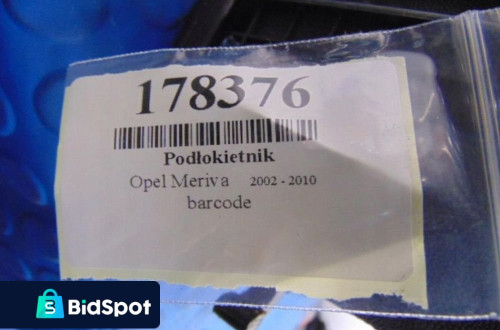 178376
Podłokietnik
Opel Meriva 2002 - 2010
barcode
S
BidSpot